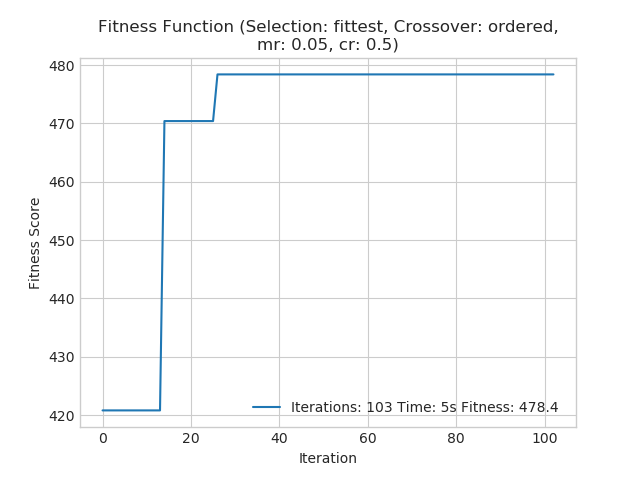 Fitness Function (Selection: fittest, Crossover: ordered,
mr: 0.05, cr: 0.5)
480
470
460
450
440
430
420
Fitness Score
Iterations: 103 Time: 5s Fitness: 478.4
0 20 40 60 80 100
Iteration